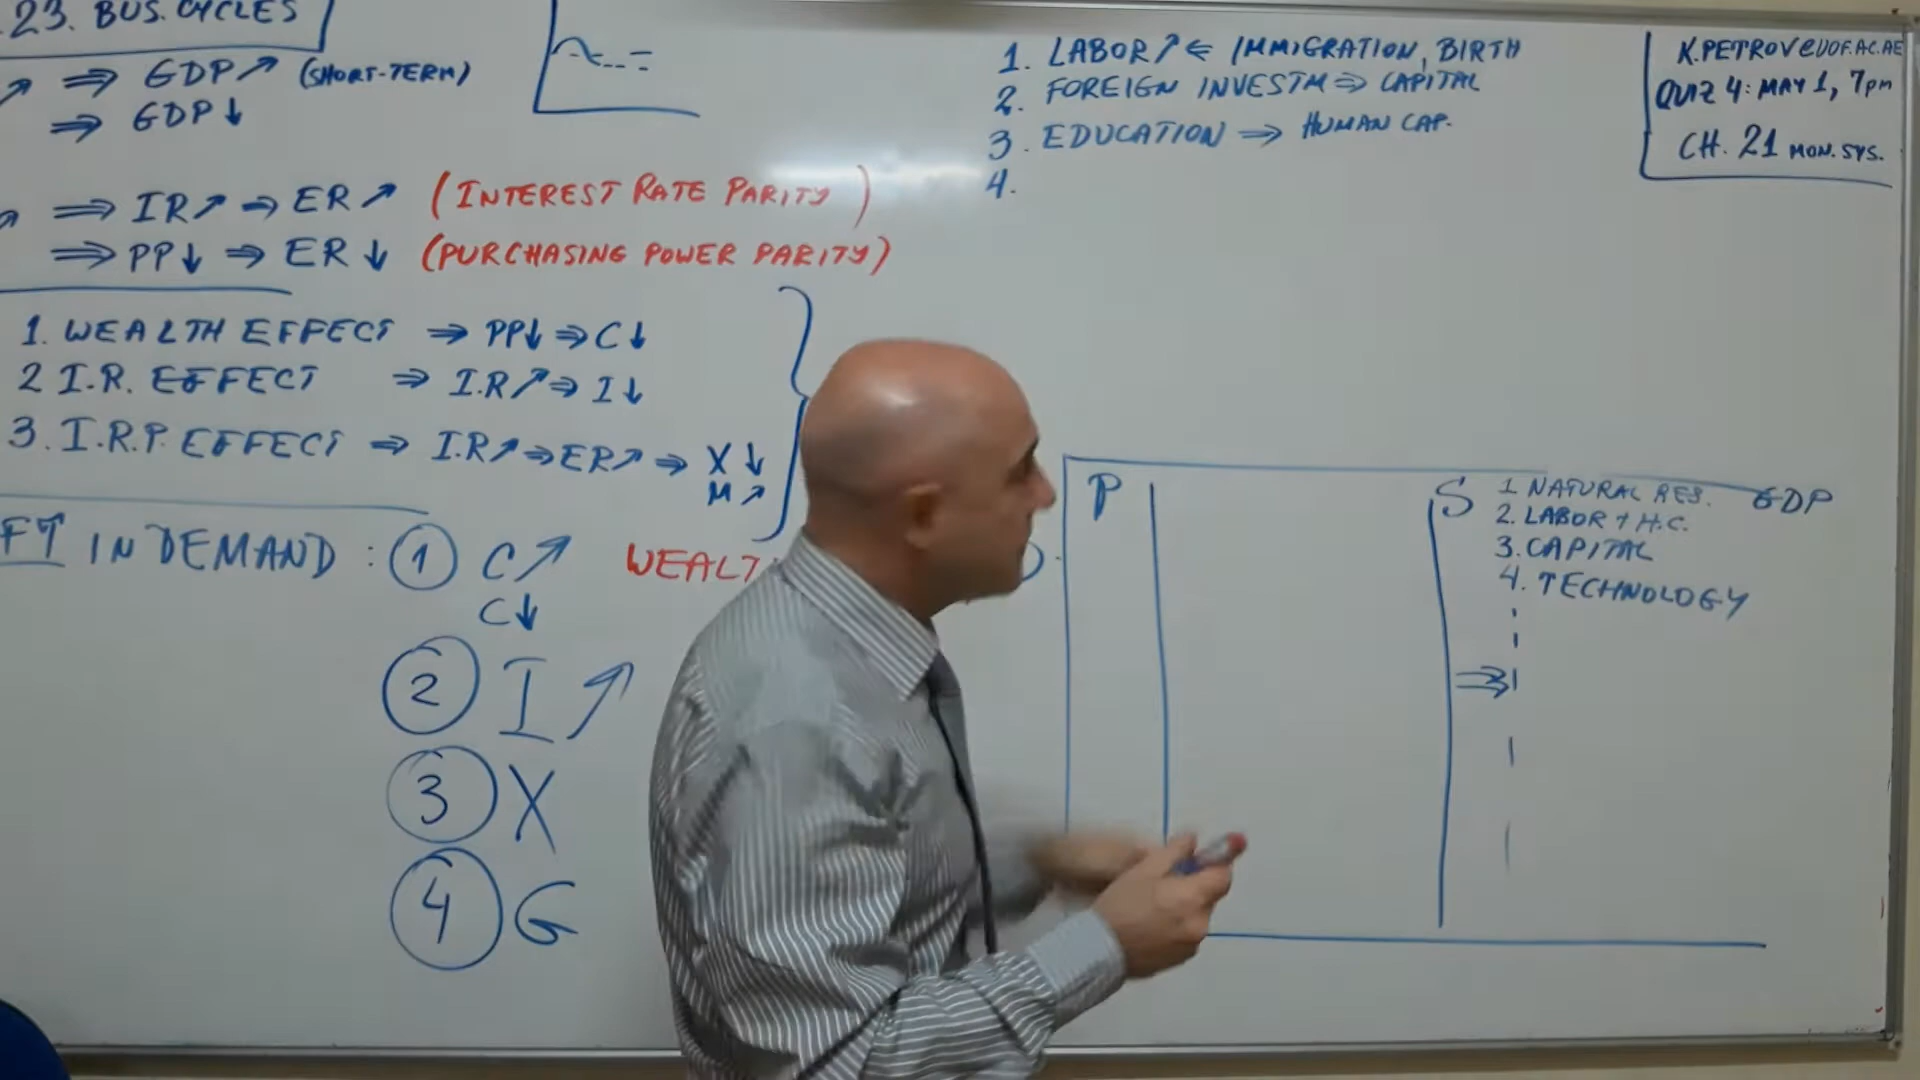 23. BUS. CYCLES
↗ ⇒ GDP↗ (SHORT-TERM)
⇒ GDP↓
⇒ IR↗ ⇒ ER↗ (INTEREST RATE PARITY)
⇒ PP↓ ⇒ ER↓ (PURCHASING POWER PARITY)
1. WEALTH EFFECT ⇒ PP↓ ⇒ C↓
2 I.R. EFFECT ⇒ I.R↗ ⇒ I↓
3. I.R.P. EFFECT ⇒ I.R↗ ⇒ ER↗ ⇒ X↓
M↗
FT IN DEMAND: ① C↗ WEALT
C↓
② I↗
③ X
④ G
1. LABOR↗ ⇐ IMMIGRATION, BIRTH
2. FOREIGN INVESTM ⇒ CAPITAL
3. EDUCATION ⇒ HUMAN CAP.
4.
K.PETROV@UOF.AC.AE
QUIZ 4: MAY 1, 7pm
CH. 21 MON. SYS.
P
S
1 NATURAL RES.
2. LABOR + H.C.
3. CAPITAL
4. TECHNOLOGY
GDP